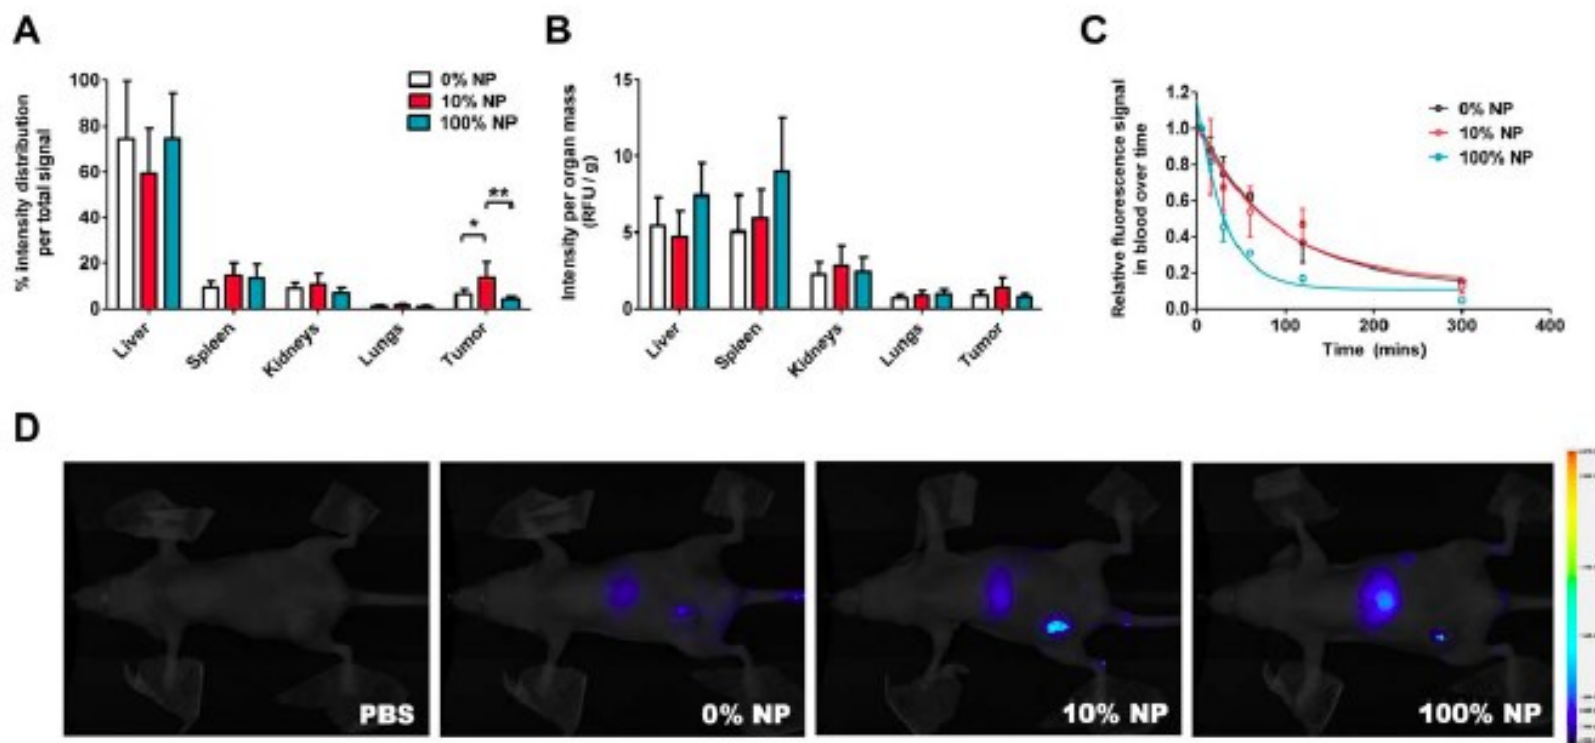 A
% intensity distribution
per total signal
100
80
60
40
20
0
0% NP
10% NP
100% NP
*
**
Liver
Spleen
Kidneys
Lungs
Tumor
B
Intensity per organ mass
(RFU / g)
15
10
5
0
Liver
Spleen
Kidneys
Lungs
Tumor
C
Relative fluorescence signal
in blood over time
1.2
1.0
0.8
0.6
0.4
0.2
0.0
0% NP
10% NP
100% NP
0
100
200
300
400
Time (mins)
D
PBS
0% NP
10% NP
100% NP